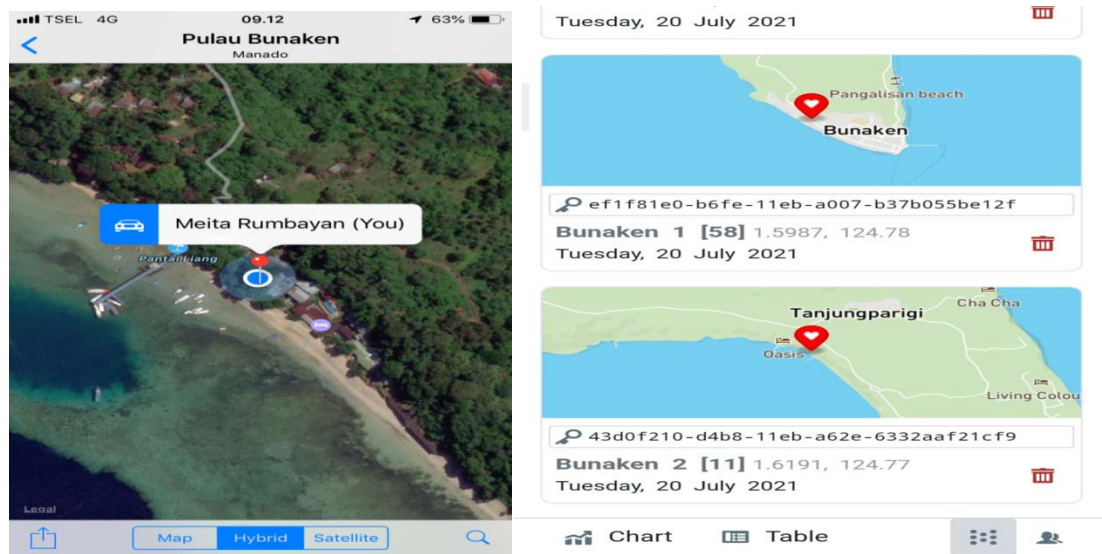 TSEL 4G 09.12 63%
Pulau Bunaken
Manado
Meita Rumbayan (You)
Pantai Liang
Legal
Map Hybrid Satellite
Tuesday, 20 July 2021
Pangalisan beach
Bunaken
ef1f81e0-b6fe-11eb-a007-b37b055be12f
Bunaken 1 [58] 1.5987, 124.78
Tuesday, 20 July 2021
Cha Cha
Tanjungparigi
Oasis
Living Colou
43d0f210-d4b8-11eb-a62e-6332aaf21cf9
Bunaken 2 [11] 1.6191, 124.77
Tuesday, 20 July 2021
Chart Table